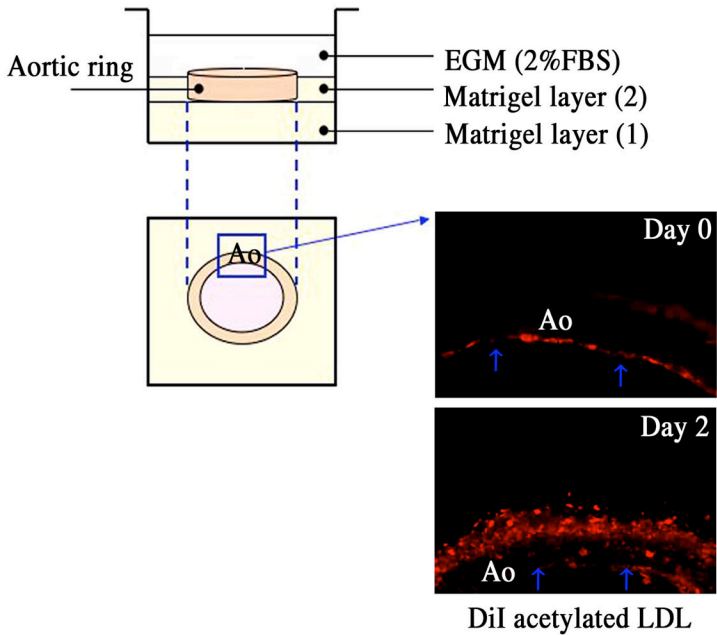 Aortic ring
EGM (2%FBS)
Matrigel layer (2)
Matrigel layer (1)
Ao
Day 0
Ao
Day 2
Ao
DiI acetylated LDL